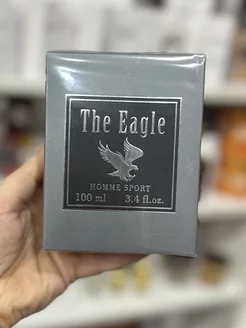 The Eagle
HOMME SPORT
100 ml 3.4 fl.oz.